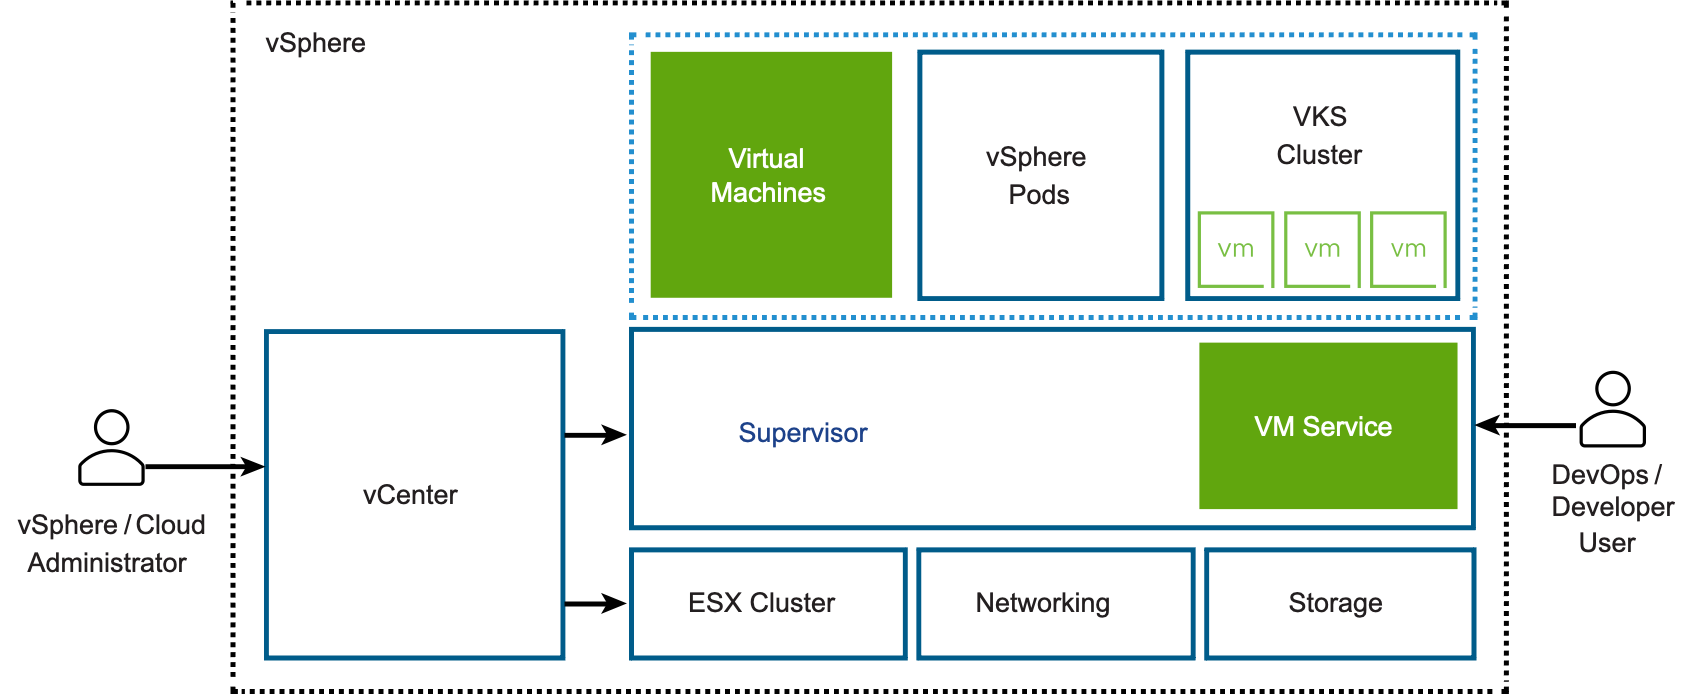 vSphere
Virtual
Machines
vSphere
Pods
VKS
Cluster
vm
vm
vm
vCenter
Supervisor
VM Service
ESX Cluster
Networking
Storage
vSphere / Cloud
Administrator
DevOps /
Developer
User